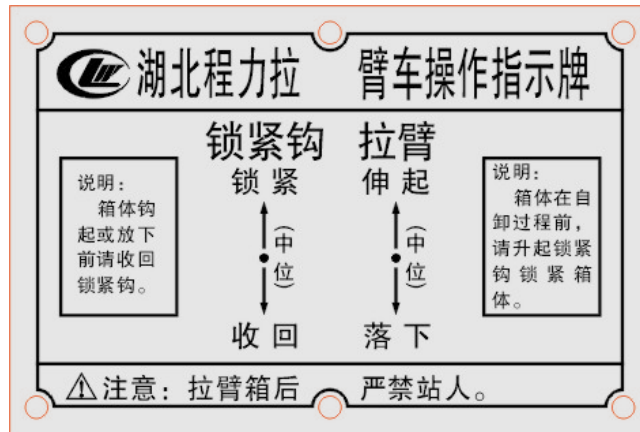 湖北程力拉 臂车操作指示牌
锁紧钩 拉臂
说明：
箱体钩
起或放下
前请收回
锁紧钩。
锁紧
（中位）
收回
伸起
（中位）
落下
说明：
箱体在自
卸过程前，
请升起锁紧
钩锁紧箱
体。
注意：拉臂箱后 严禁站人。